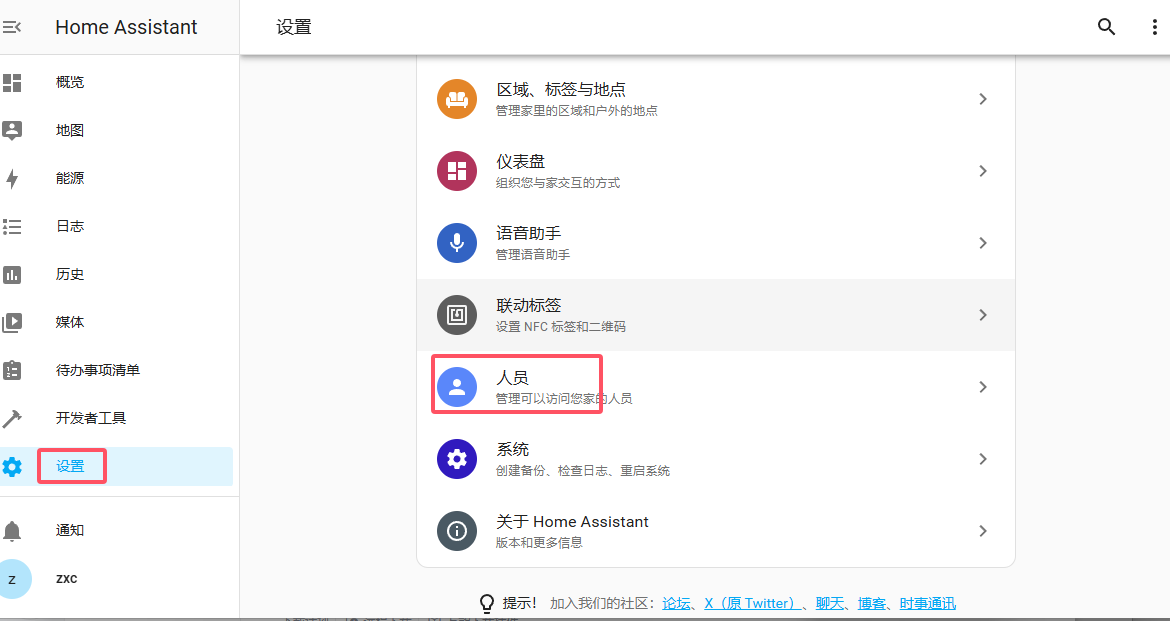 Home Assistant
设置
概览
地图
能源
日志
历史
媒体
待办事项清单
开发者工具
设置
通知
z
zxc
区域、标签与地点
管理家里的区域和户外的地点
仪表盘
组织您与家交互的方式
语音助手
管理语音助手
联动标签
设置 NFC 标签和二维码
人员
管理可以访问您家的人员
系统
创建备份、检查日志、重启系统
关于 Home Assistant
版本和更多信息
提示! 加入我们的社区：论坛、X（原 Twitter）、聊天、博客、时事通讯